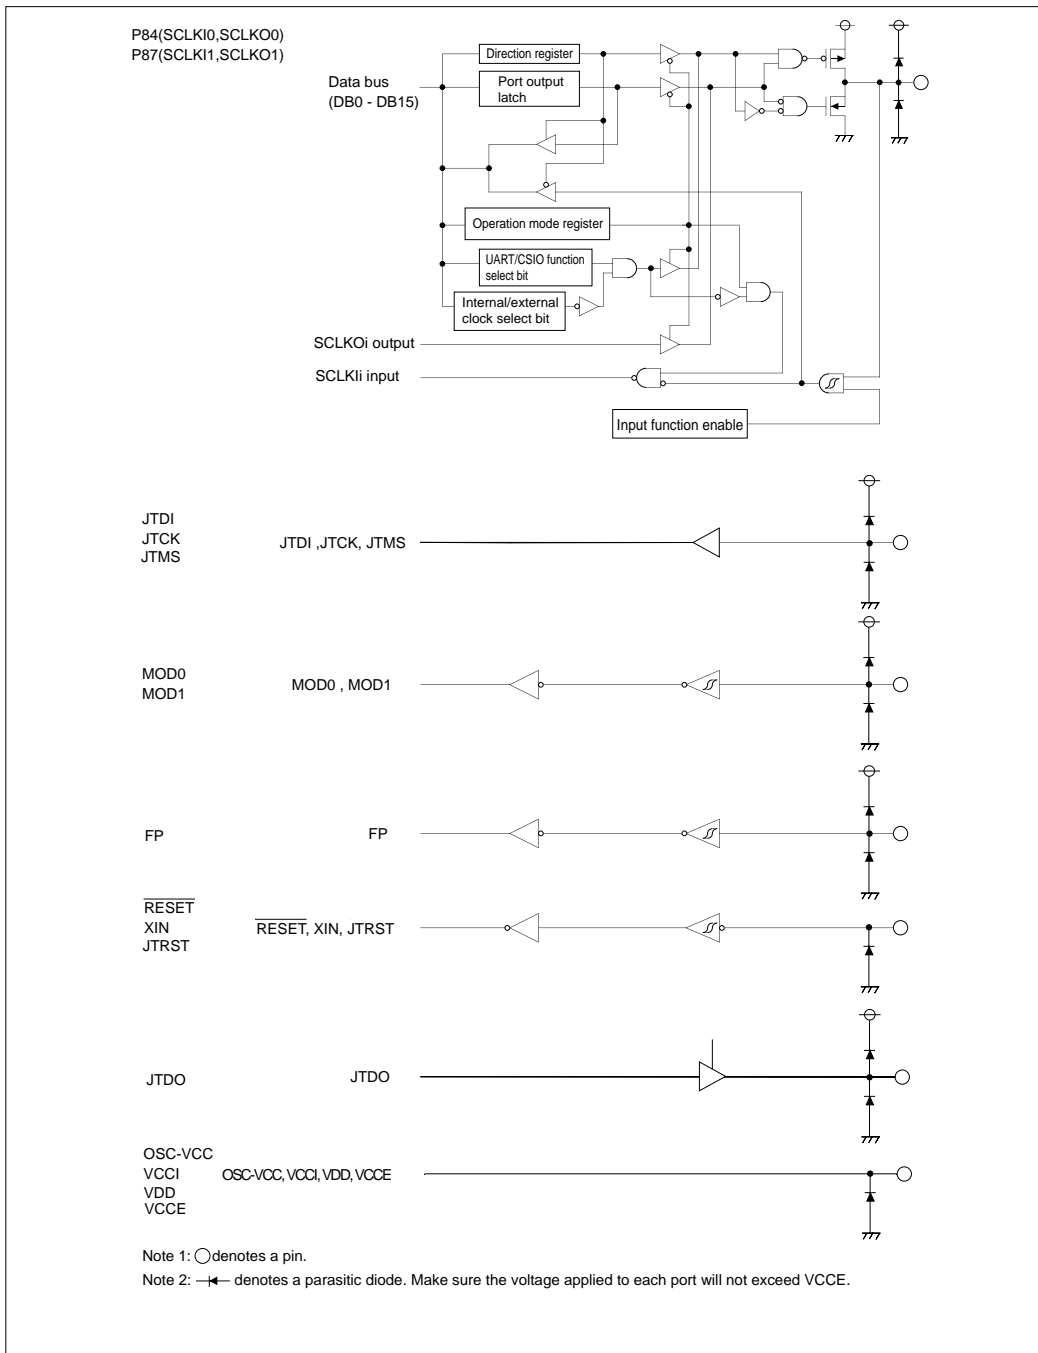 P84(SCLKI0,SCLKO0)
P87(SCLKI1,SCLKO1)
Data bus
(DB0 - DB15)
Direction register
Port output
latch
Operation mode register
UART/CSIO function
select bit
Internal/external
clock select bit
SCLKOi output
SCLKIi input
Input function enable
JTDI
JTCK
JTMS
JTDI ,JTCK, JTMS
MOD0
MOD1
MOD0 , MOD1
FP
FP
RESET
XIN
JTRST
RESET, XIN, JTRST
JTDO
JTDO
OSC-VCC
VCCI
VDD
VCCE
OSC-VCC, VCCI, VDD, VCCE
Note 1: denotes a pin.
Note 2: denotes a parasitic diode. Make sure the voltage applied to each port will not exceed VCCE.